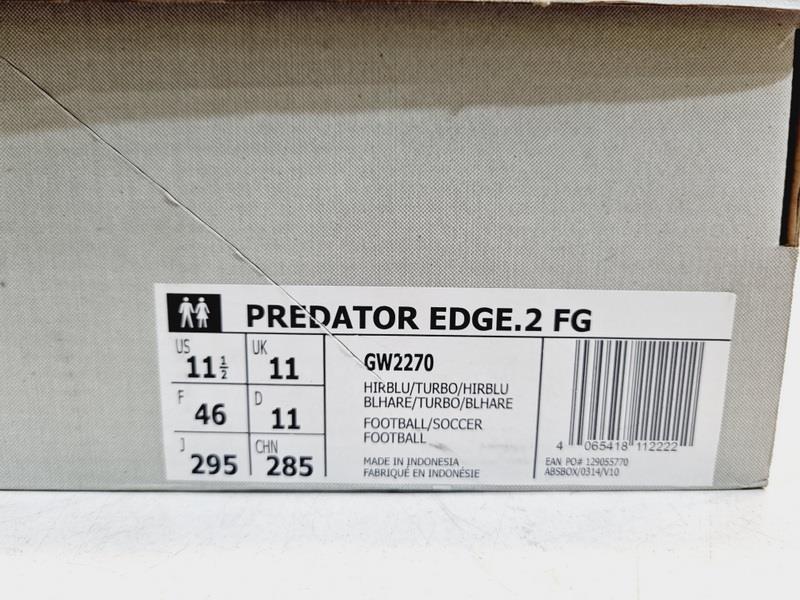 PREDATOR EDGE.2 FG
US 11 1/2 UK 11
F 46 D 11
J 295 CHN 285
GW2270
HIRBLU/TURBO/HIRBLU
BLHARE/TURBO/BLHARE
FOOTBALL/SOCCER
FOOTBALL
MADE IN INDONESIA
FABRIQUÉ EN INDONÉSIE
4 065418 112222
EAN PO# 129055770
ABSBOX/0314/V10